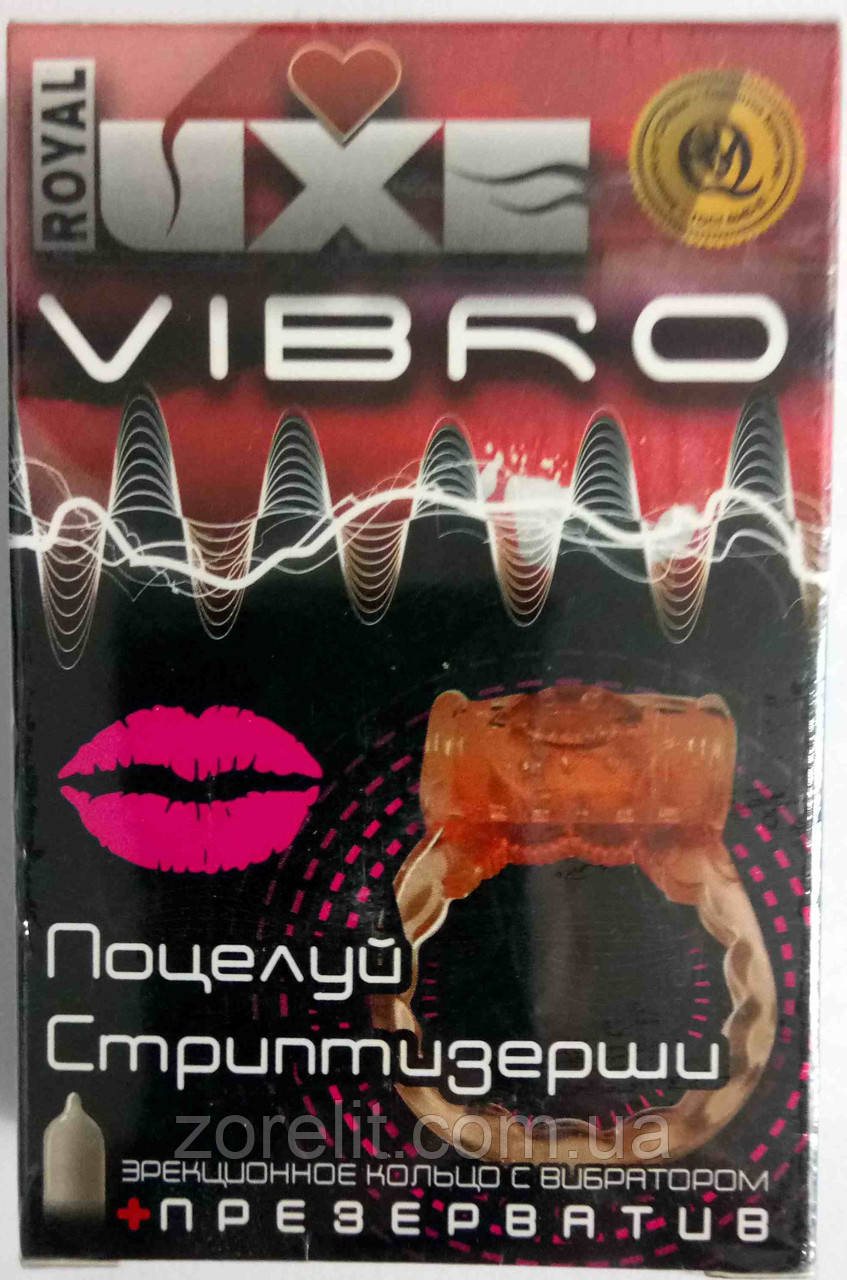 ROYAL
LUXE
VIBRO
Поцелуй
Стриптизерши
zorelit.com.ua
ЭРЕКЦИОННОЕ КОЛЬЦО С ВИБРАТОРОМ
+ПРЕЗЕРВАТИВ